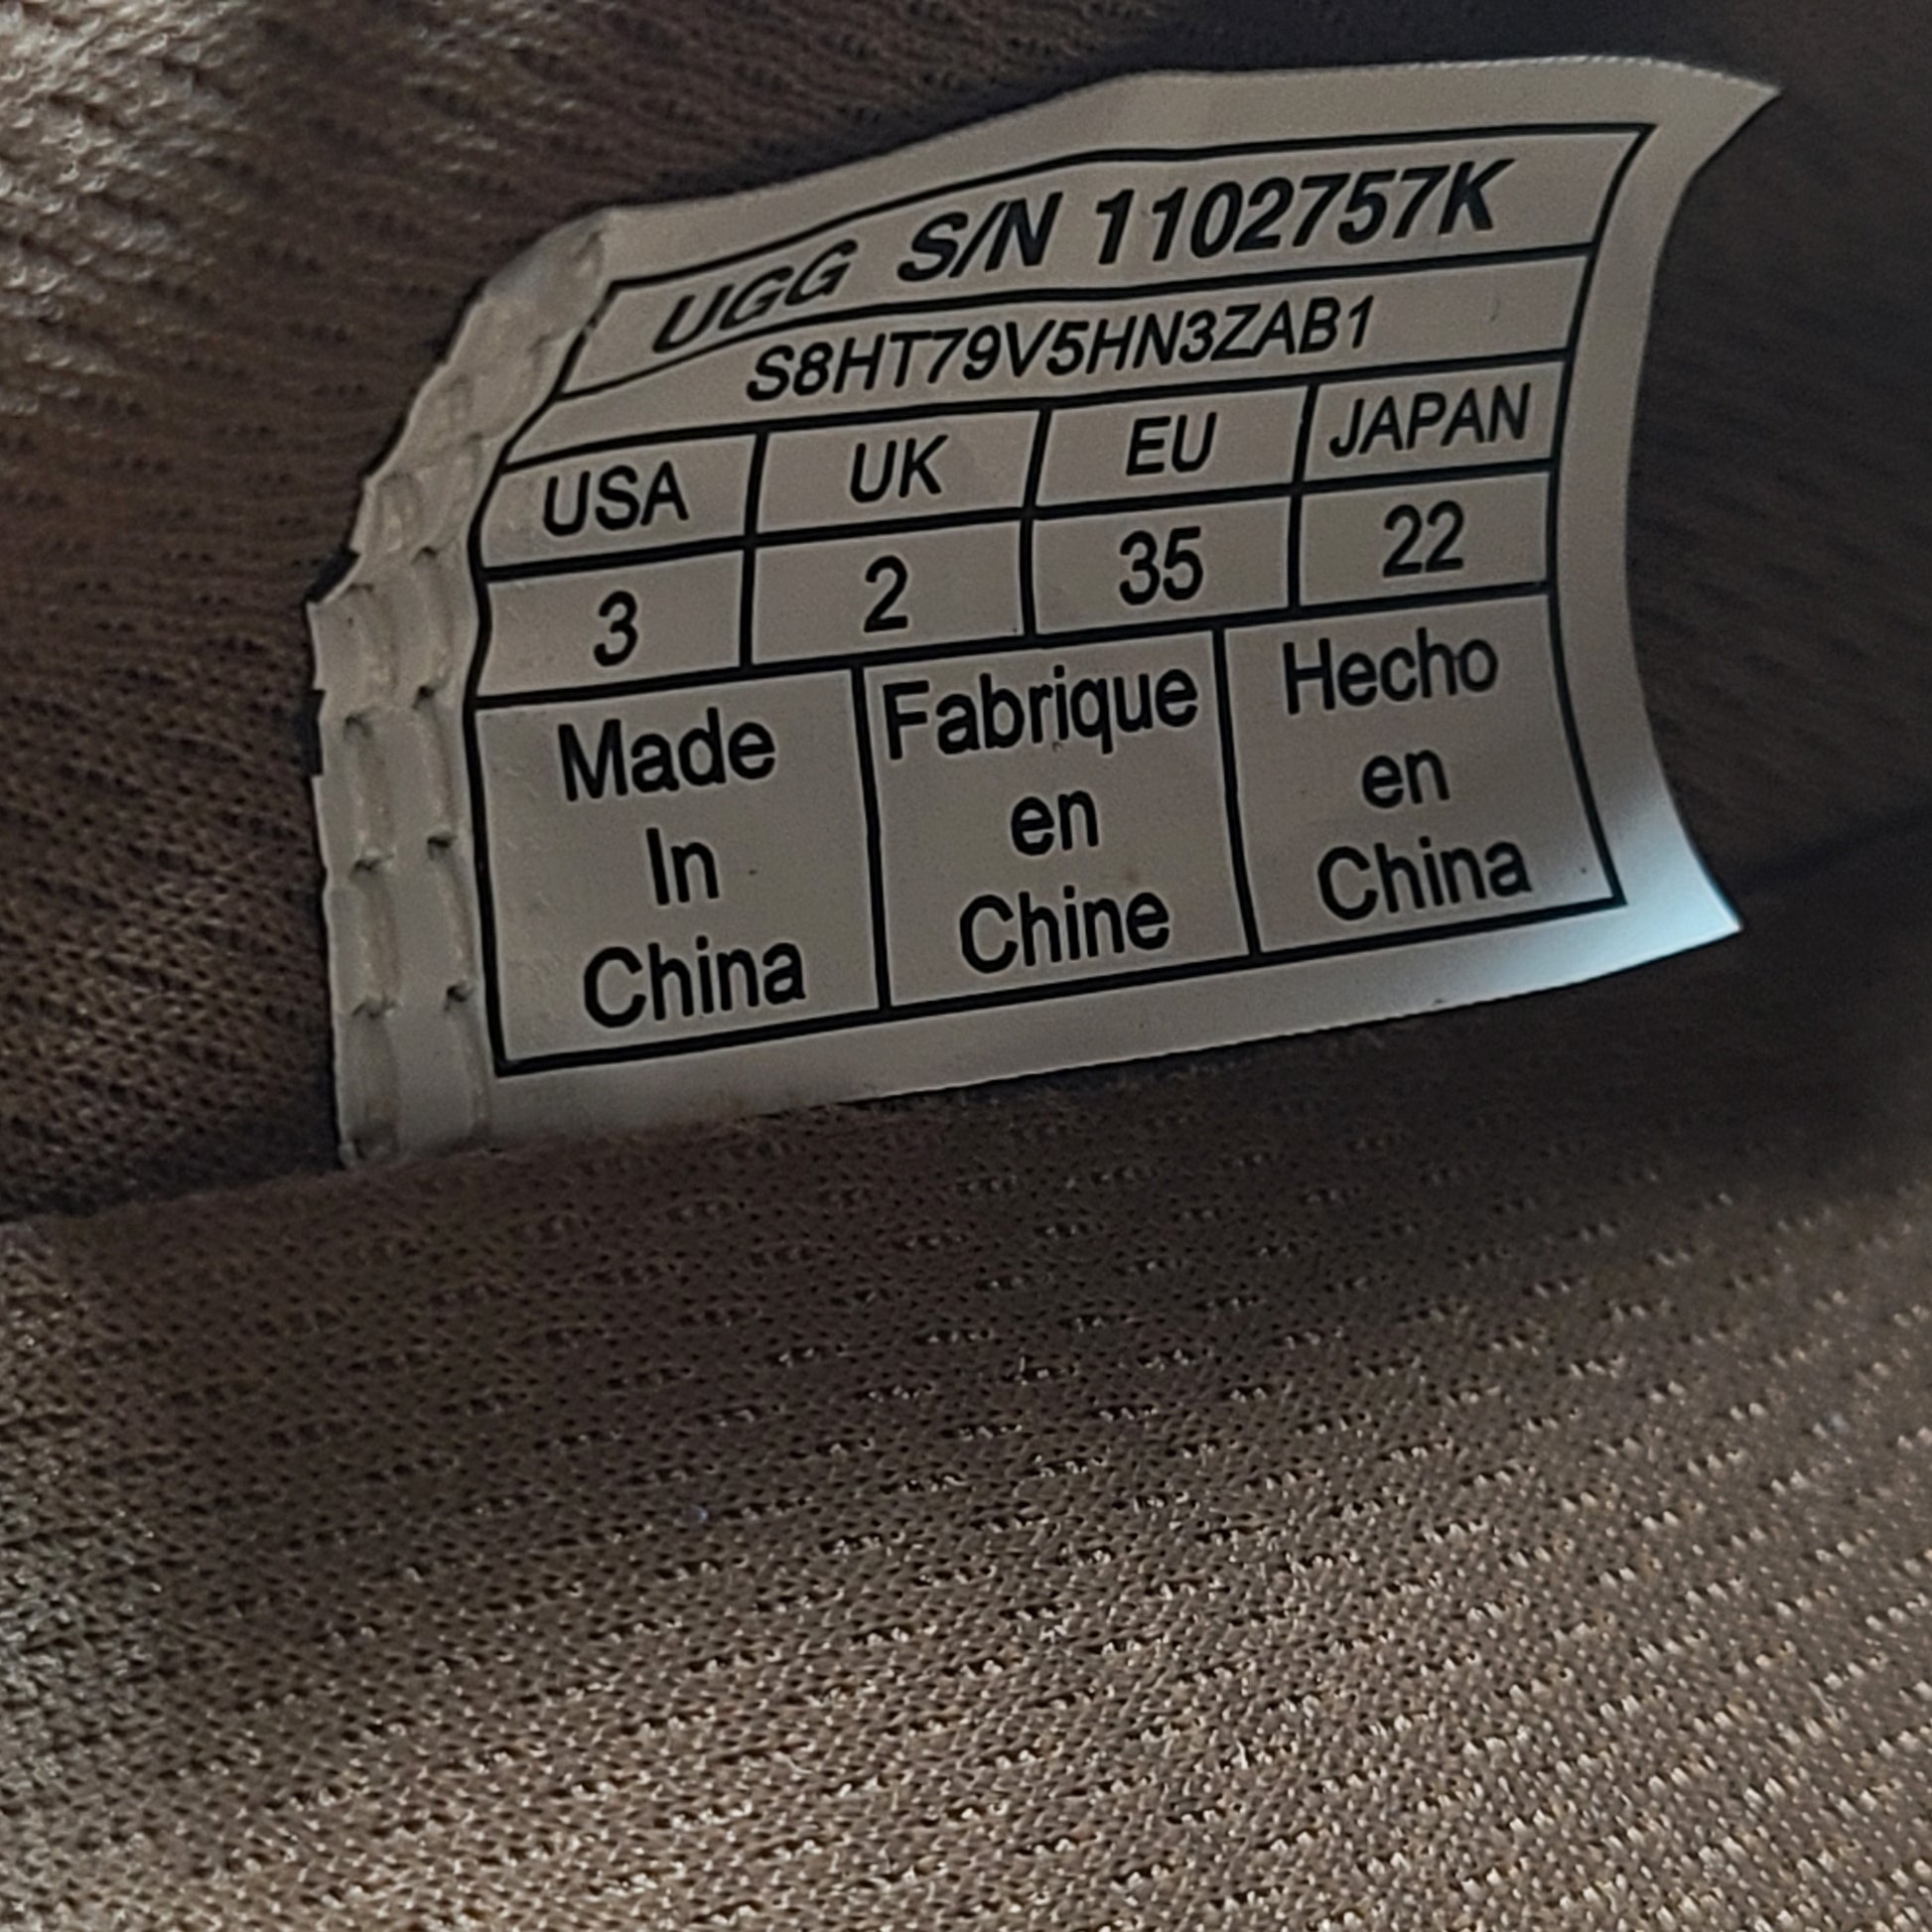 UGG S/N 1102757K
S8HT79V5HN3ZAB1
USA UK EU JAPAN
3 2 35 22
Made
In
China
Fabrique
en
Chine
Hecho
en
China